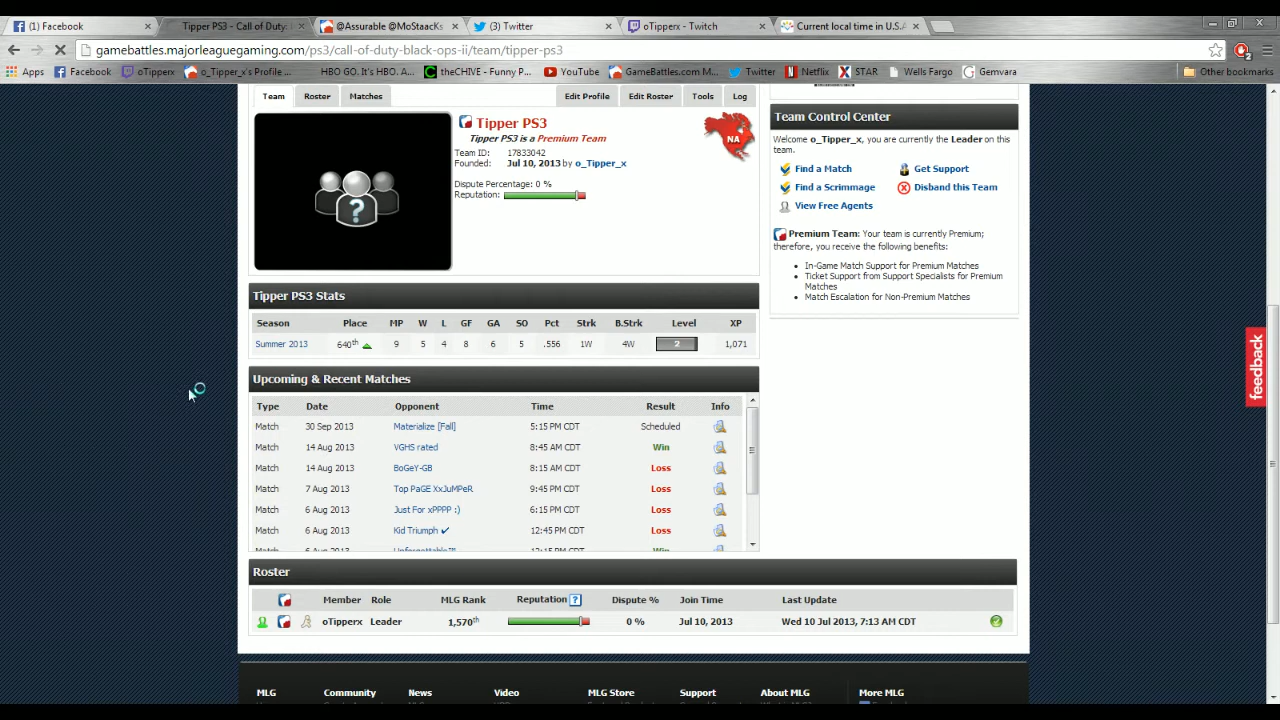 (1) Facebook
Tipper PS3 - Call of Duty:
@Assurable @MoStaacKs
(3) Twitter
oTipperx - Twitch
Current local time in U.S.A
gamebattles.majorleaguegaming.com/ps3/call-of-duty-black-ops-ii/team/tipper-ps3
Apps Facebook oTipperx o_Tipper_x's Profile ... HBO GO. It's HBO. A... theCHIVE - Funny P... YouTube GameBattles.com M... Twitter Netflix STAR Wells Fargo Gemvara Other bookmarks
Team Roster Matches Edit Profile Edit Roster Tools Log
Tipper PS3
Tipper PS3 is a Premium Team
Team ID: 17833042
Founded: Jul 10, 2013 by o_Tipper_x
Dispute Percentage: 0 %
Reputation:
NA
Team Control Center
Welcome o_Tipper_x, you are currently the Leader on this
team.
Find a Match Get Support
Find a Scrimmage Disband this Team
View Free Agents
Premium Team: Your team is currently Premium;
therefore, you receive the following benefits:
• In-Game Match Support for Premium Matches
• Ticket Support from Support Specialists for Premium
Matches
• Match Escalation for Non-Premium Matches
Tipper PS3 Stats
Season Place MP W L GF GA SO Pct Strk B.Strk Level XP
Summer 2013 640th 9 5 4 8 6 5 .556 1W 4W 2 1,071
Upcoming & Recent Matches
Type Date Opponent Time Result Info
Match 30 Sep 2013 Materialize [Fall] 5:15 PM CDT Scheduled
Match 14 Aug 2013 VGHS rated 8:45 AM CDT Win
Match 14 Aug 2013 BoGeY-GB 8:15 AM CDT Loss
Match 7 Aug 2013 Top PaGE XxJuMPeR 9:45 PM CDT Loss
Match 6 Aug 2013 Just For xPPPP :) 6:15 PM CDT Loss
Match 6 Aug 2013 Kid Triumph ✓ 12:45 PM CDT Loss
Match 6 Aug 2013 12:15 PM CDT Win
feedback
Roster
Member Role MLG Rank Reputation ? Dispute % Join Time Last Update
oTipperx Leader 1,570th 0 % Jul 10, 2013 Wed 10 Jul 2013, 7:13 AM CDT
MLG Community News Video MLG Store Support About MLG More MLG